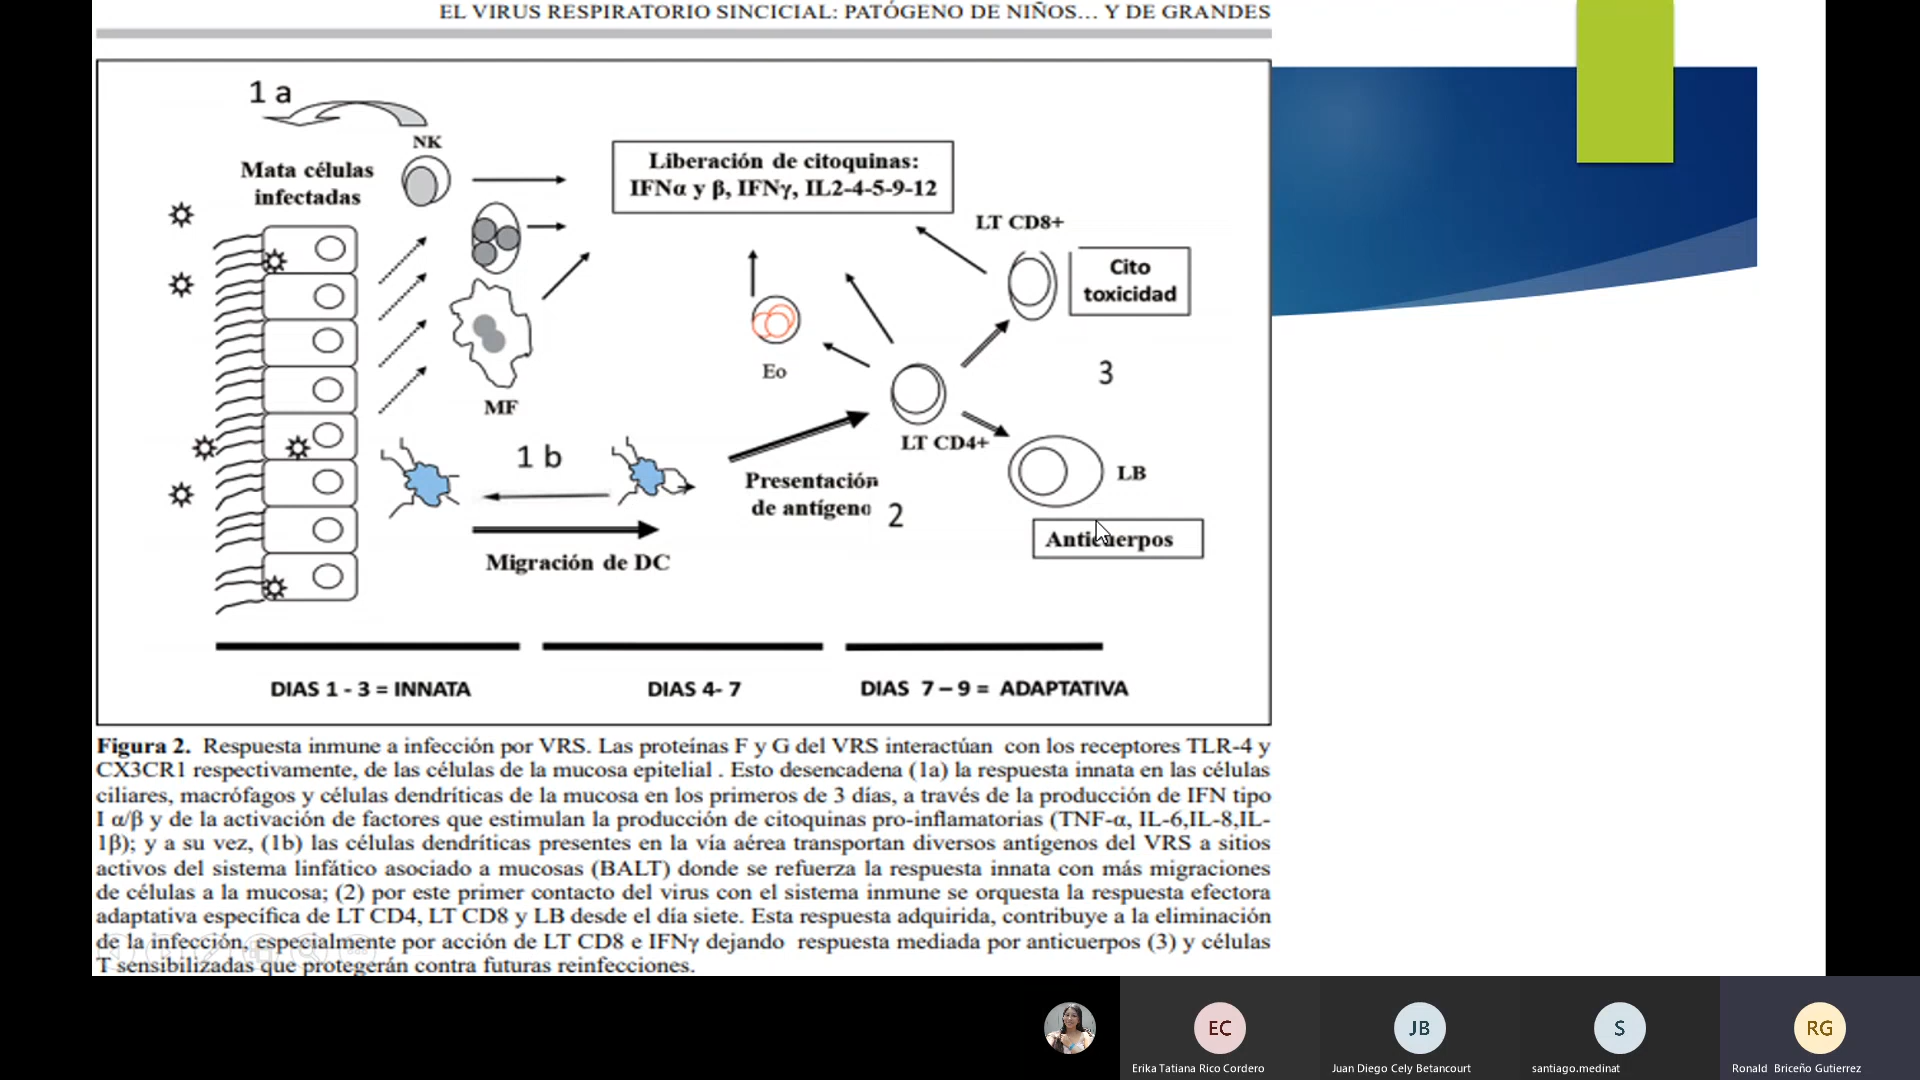 EL VIRUS RESPIRATORIO SINCICIAL: PATÓGENO DE NIÑOS... Y DE GRANDES
1 a
NK
Mata células
infectadas
Liberación de citoquinas:
IFNα y β, IFNγ, IL2-4-5-9-12
LT CD8+
Cito
toxicidad
Eo
3
MF
LT CD4+
1 b
LB
Presentación
de antígeno
2
Anticuerpos
Migración de DC
DIAS 1 - 3 = INNATA
DIAS 4- 7
DIAS 7 – 9 = ADAPTATIVA
Figura 2. Respuesta inmune a infección por VRS. Las proteínas F y G del VRS interactúan con los receptores TLR-4 y
CX3CR1 respectivamente, de las células de la mucosa epitelial . Esto desencadena (1a) la respuesta innata en las células
ciliares, macrófagos y células dendríticas de la mucosa en los primeros de 3 días, a través de la producción de IFN tipo
I α/β y de la activación de factores que estimulan la producción de citoquinas pro-inflamatorias (TNF-α, IL-6,IL-8,IL-
1β); y a su vez, (1b) las células dendríticas presentes en la vía aérea transportan diversos antígenos del VRS a sitios
activos del sistema linfático asociado a mucosas (BALT) donde se refuerza la respuesta innata con más migraciones
de células a la mucosa; (2) por este primer contacto del virus con el sistema inmune se orquesta la respuesta efectora
adaptativa específica de LT CD4, LT CD8 y LB desde el día siete. Esta respuesta adquirida, contribuye a la eliminación
de la infección, especialmente por acción de LT CD8 e IFNγ dejando respuesta mediada por anticuerpos (3) y células
T sensibilizadas que protegerán contra futuras reinfecciones.
EC
JB
S
RG
Erika Tatiana Rico Cordero
Juan Diego Cely Betancourt
santiago.medinat
Ronald Briceño Gutierrez